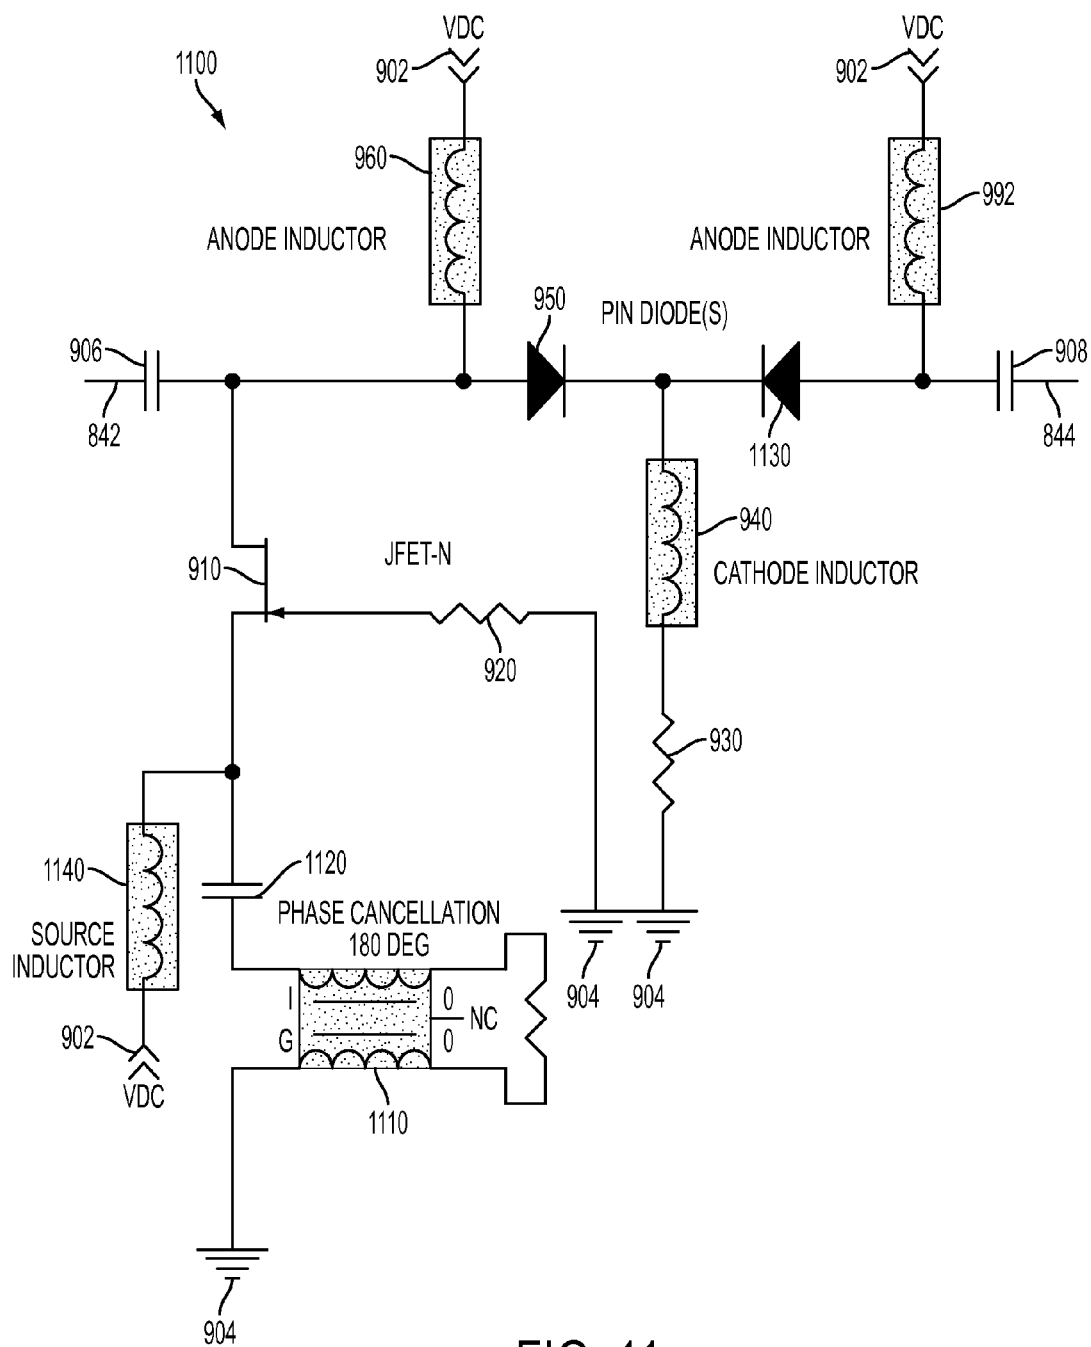 VDC
902
VDC
902
1100
960
992
ANODE INDUCTOR
ANODE INDUCTOR
950
PIN DIODE(S)
906
908
842
1130
844
940
910
JFET-N
CATHODE INDUCTOR
920
930
1140
1120
PHASE CANCELLATION
180 DEG
SOURCE
INDUCTOR
I
0
NC
G
0
904
904
902
VDC
1110
904